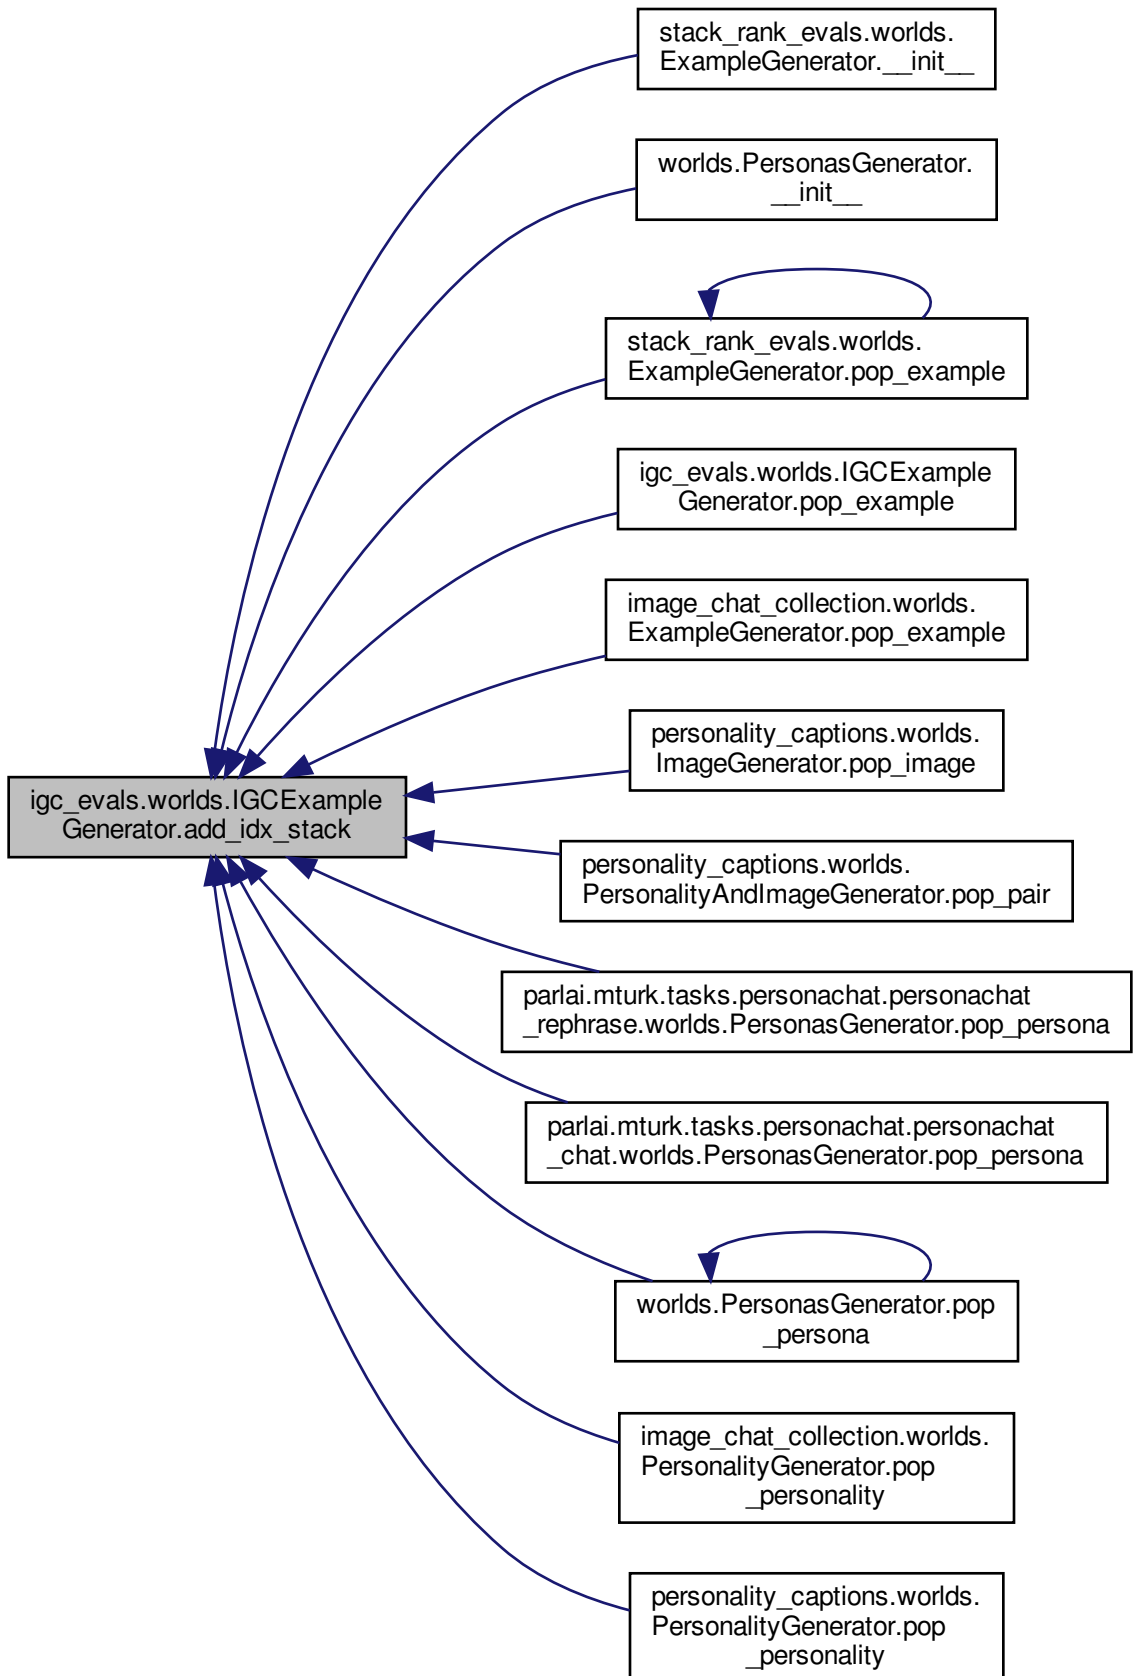 stack_rank_evals.worlds.
ExampleGenerator.__init__
worlds.PersonasGenerator.
__init__
stack_rank_evals.worlds.
ExampleGenerator.pop_example
igc_evals.worlds.IGCExample
Generator.pop_example
image_chat_collection.worlds.
ExampleGenerator.pop_example
personality_captions.worlds.
ImageGenerator.pop_image
igc_evals.worlds.IGCExample
Generator.add_idx_stack
personality_captions.worlds.
PersonalityAndImageGenerator.pop_pair
parlai.mturk.tasks.personachat.personachat
_rephrase.worlds.PersonasGenerator.pop_persona
parlai.mturk.tasks.personachat.personachat
_chat.worlds.PersonasGenerator.pop_persona
worlds.PersonasGenerator.pop
_persona
image_chat_collection.worlds.
PersonalityGenerator.pop
_personality
personality_captions.worlds.
PersonalityGenerator.pop
_personality